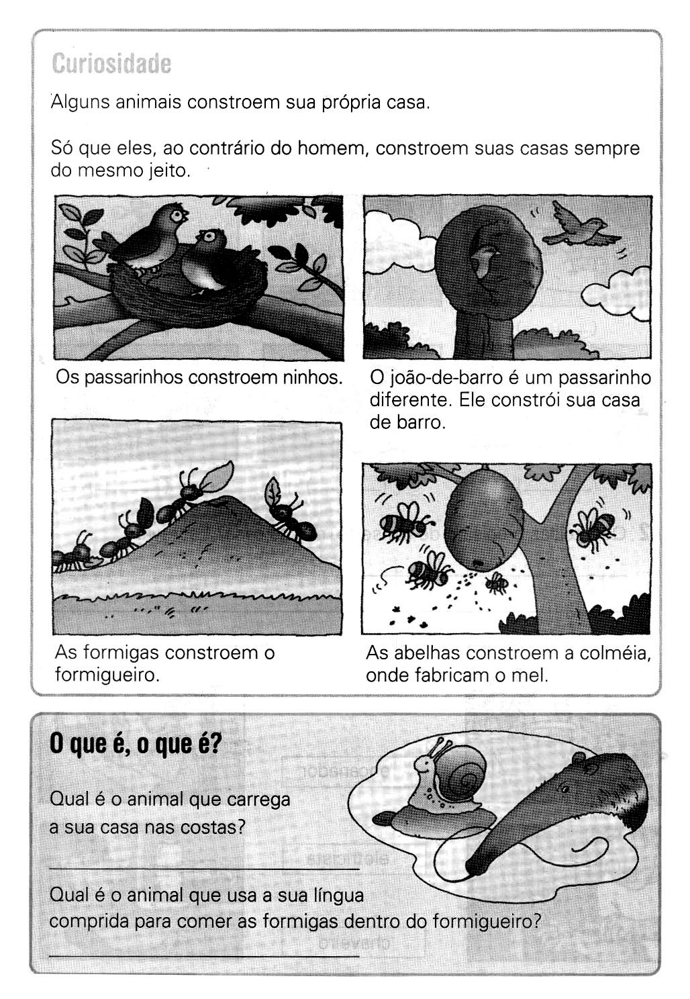 Curiosidade
Alguns animais constroem sua própria casa.
Só que eles, ao contrário do homem, constroem suas casas sempre
do mesmo jeito.
Os passarinhos constroem ninhos.
O joão-de-barro é um passarinho
diferente. Ele constrói sua casa
de barro.
As formigas constroem o
formigueiro.
As abelhas constroem a colméia,
onde fabricam o mel.
O que é, o que é?
Qual é o animal que carrega
a sua casa nas costas?
Qual é o animal que usa a sua língua
comprida para comer as formigas dentro do formigueiro?